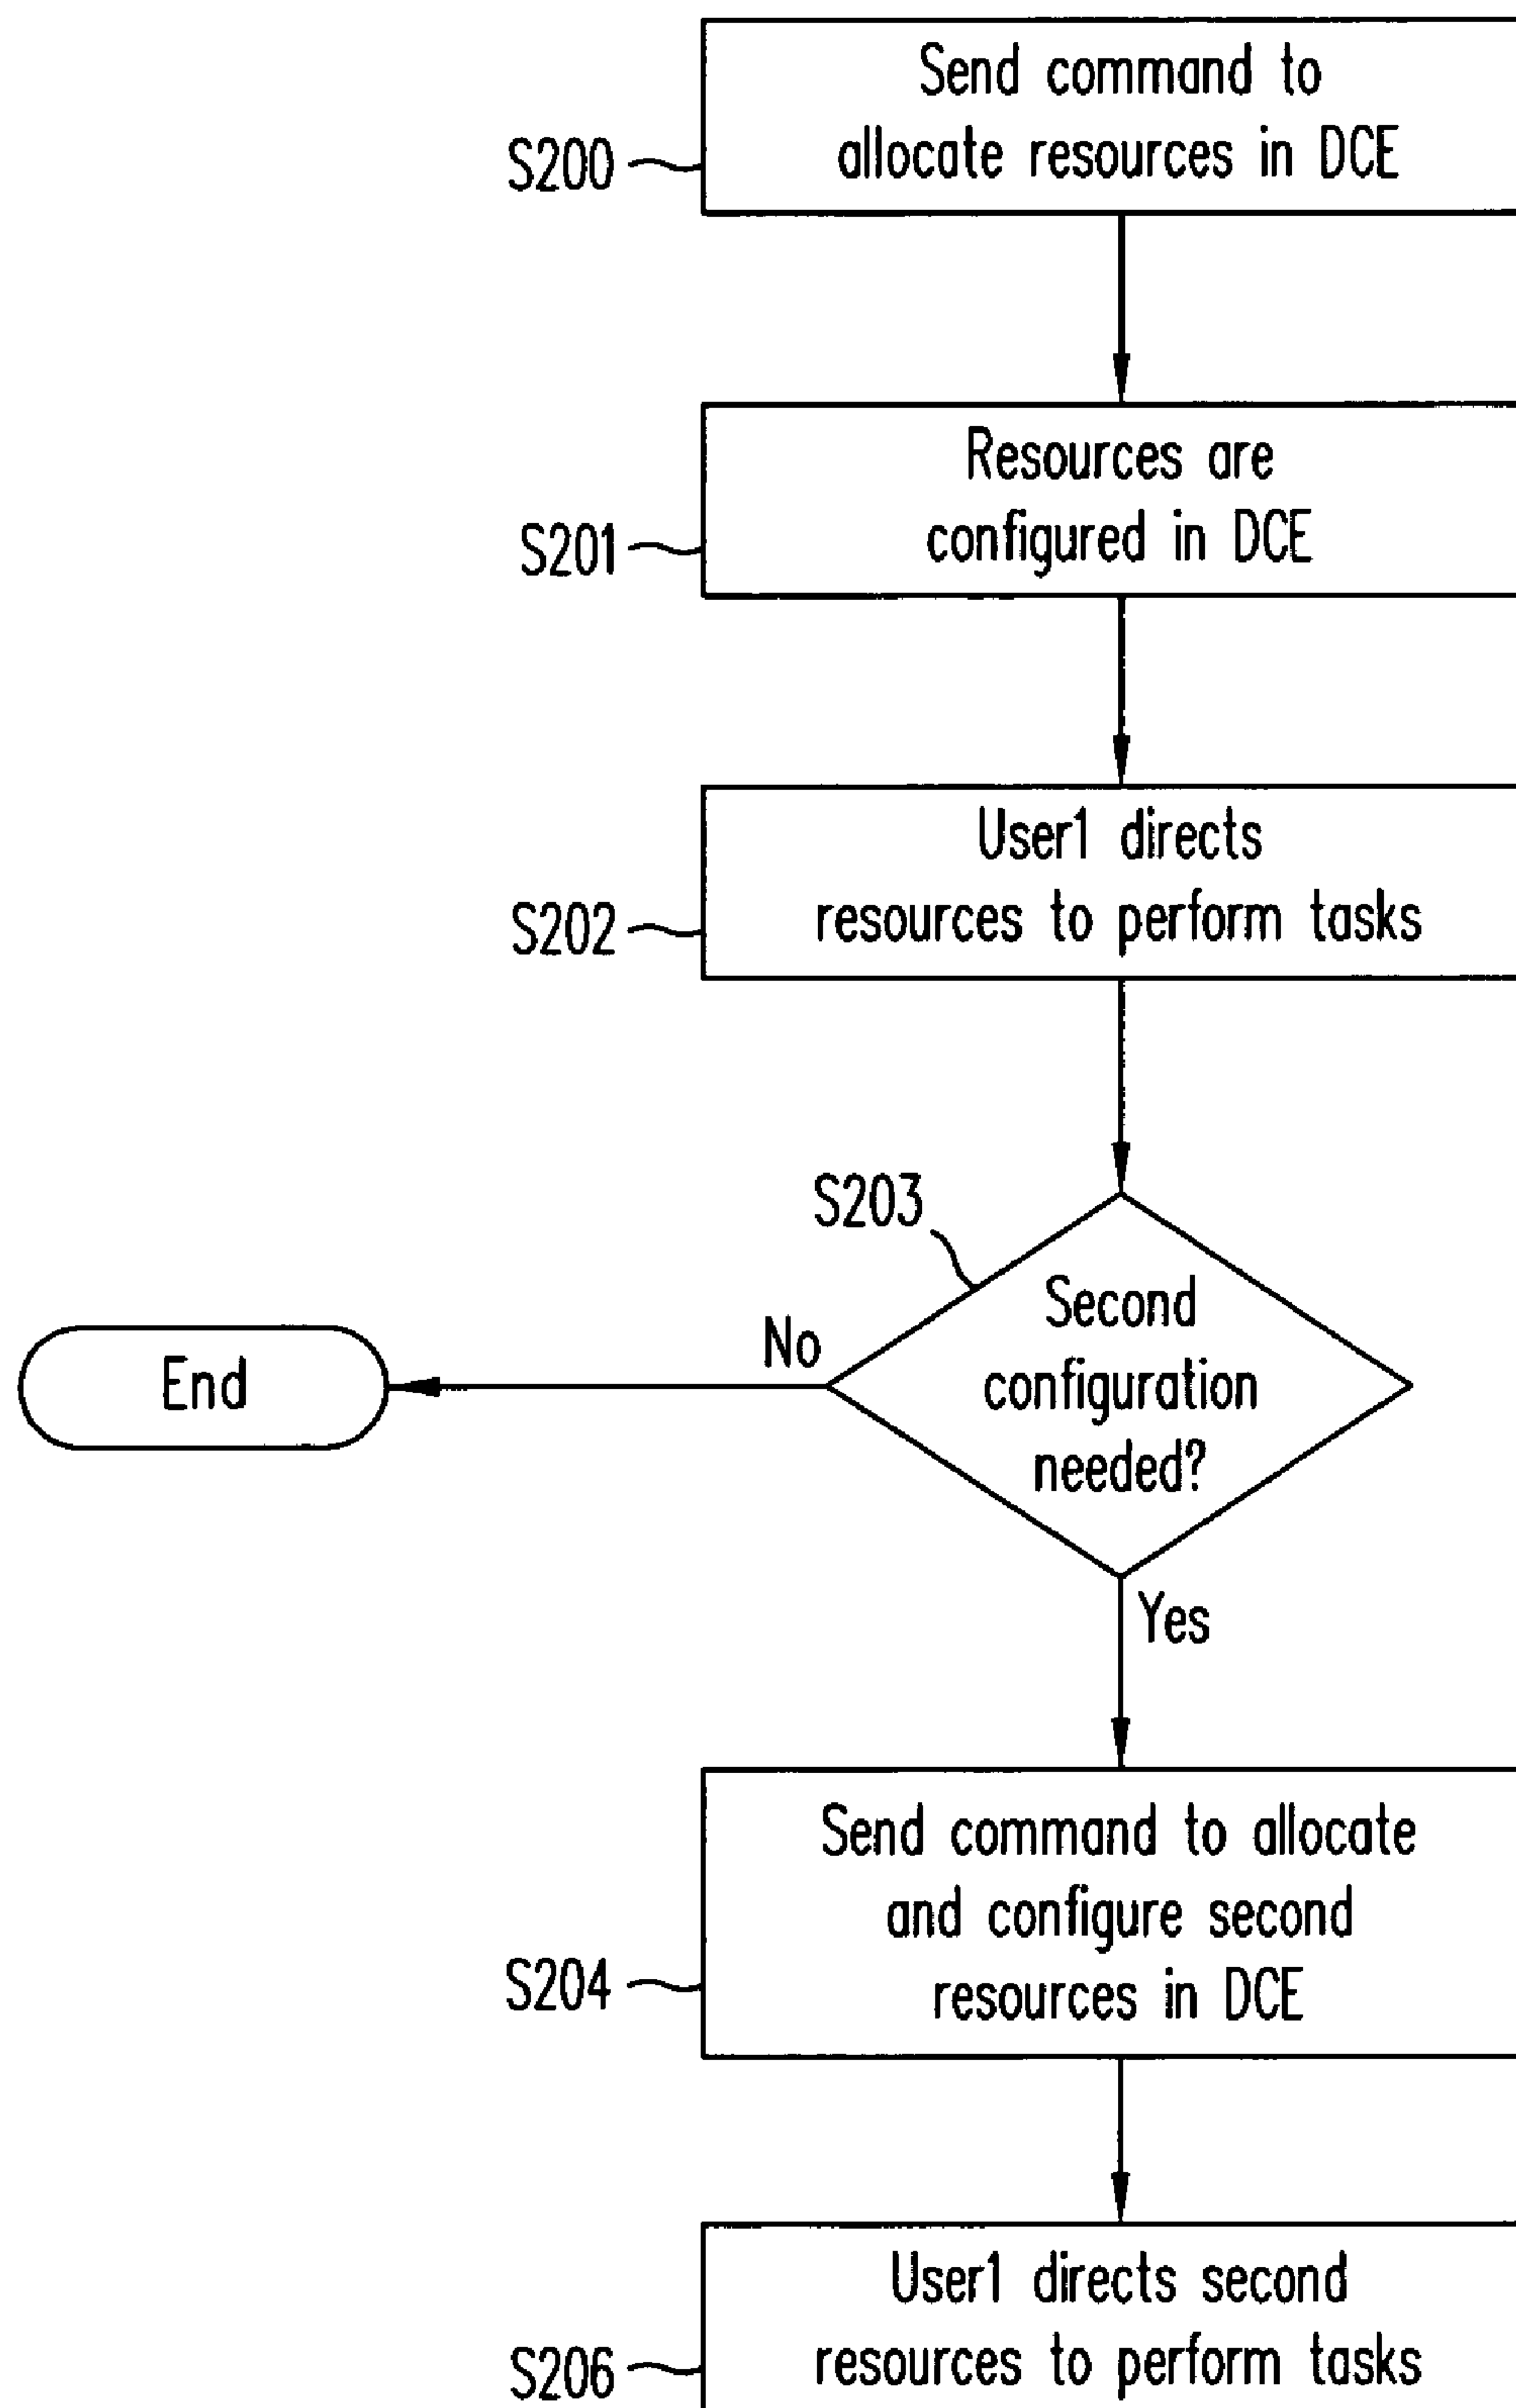 Send command to
allocate resources in DCE
S200
Resources are
configured in DCE
S201
User1 directs
resources to perform tasks
S202
S203
Second
configuration
needed?
No
End
Yes
Send command to allocate
and configure second
resources in DCE
S204
User1 directs second
resources to perform tasks
S206